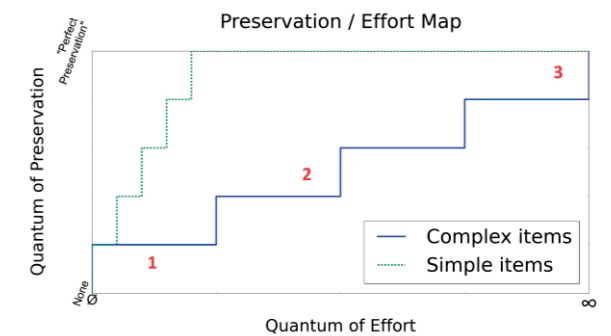 Preservation / Effort Map
"Perfect
Preservation"
Quantum of Preservation
3
2
1
Complex items
Simple items
None
Ø
∞
Quantum of Effort